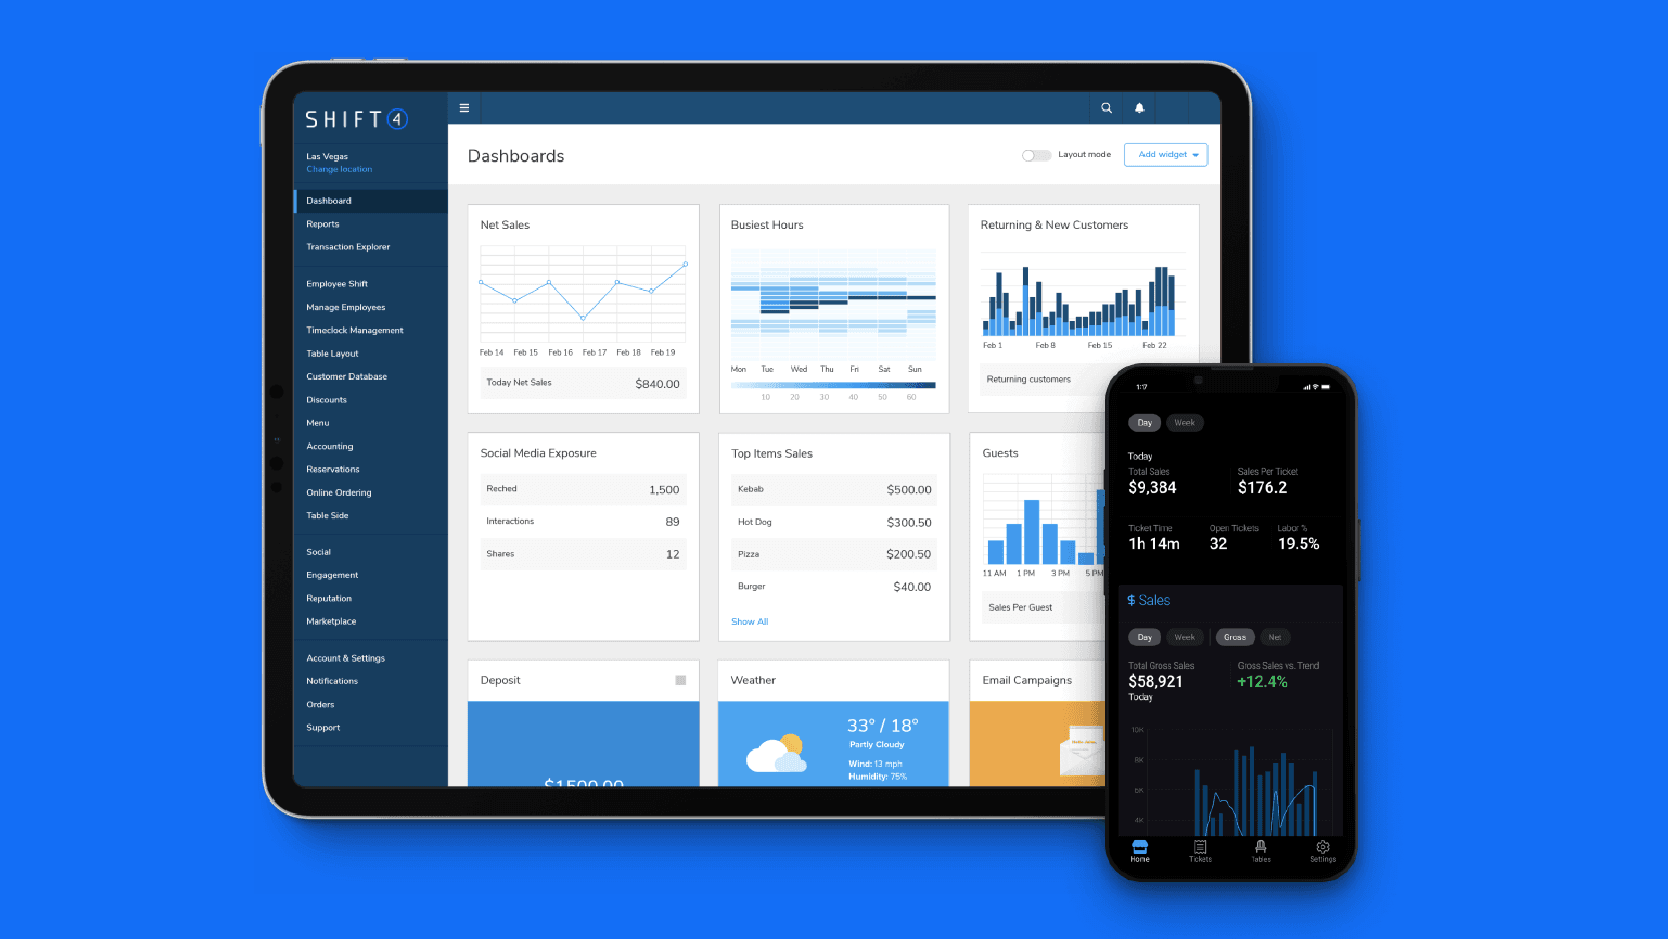 SHIFT4
Las Vegas
Change location
Dashboard
Reports
Transaction Explorer
Employee Shift
Manage Employees
Timeclock Management
Table Layout
Customer Database
Discounts
Menu
Accounting
Reservations
Online Ordering
Table Side
Social
Engagement
Reputation
Marketplace
Account & Settings
Notifications
Orders
Support
Dashboards
Layout mode
Add widget
Net Sales
Feb 14 Feb 15 Feb 16 Feb 17 Feb 18 Feb 19
Today Net Sales $840.00
Busiest Hours
Mon Tue Wed Thu Fri Sat Sun
10 20 30 40 50 60
Returning & New Customers
Feb 1 Feb 8 Feb 15 Feb 22
Returning customers
Social Media Exposure
Reched 1,500
Interactions 89
Shares 12
Top Items Sales
Kebab $500.00
Hot Dog $300.50
Pizza $200.50
Burger $40.00
Show All
Guests
11 AM 1 PM 3 PM 5 PM
Sales Per Guest
Deposit
$1500.00
Weather
33° / 18°
Partly Cloudy
Wind: 13 mph
Humidity: 75%
Email Campaigns
1:17
Day Week
Today
Total Sales Sales Per Ticket
$9,384 $176.2
Ticket Time Open Tickets Labor %
1h 14m 32 19.5%
$ Sales
Day Week Gross Net
Total Gross Sales Gross Sales vs. Trend
$58,921 +12.4%
Today
10K
8K
6K
4K
Home Tickets Tables Settings